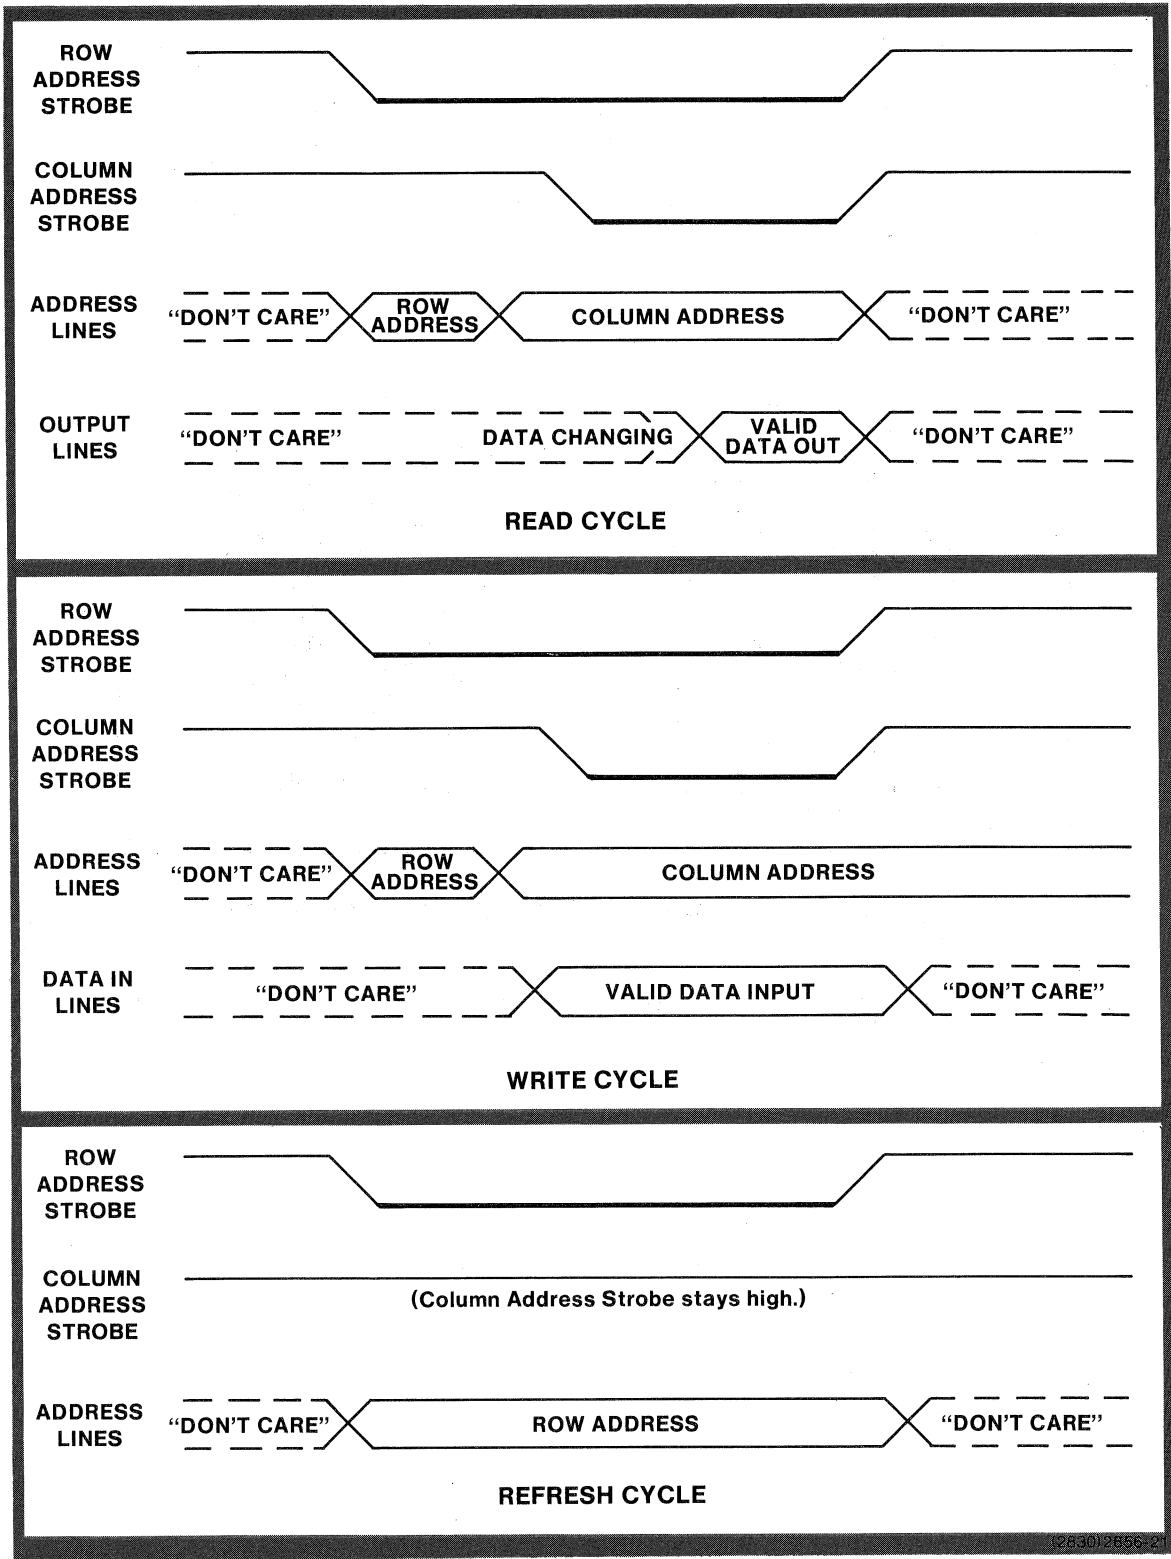 ROW
ADDRESS
STROBE
COLUMN
ADDRESS
STROBE
ADDRESS
LINES
“DON'T CARE”
ROW
ADDRESS
COLUMN ADDRESS
“DON'T CARE”
OUTPUT
LINES
“DON'T CARE”
DATA CHANGING
VALID
DATA OUT
“DON'T CARE”
READ CYCLE
ROW
ADDRESS
STROBE
COLUMN
ADDRESS
STROBE
ADDRESS
LINES
“DON'T CARE”
ROW
ADDRESS
COLUMN ADDRESS
DATA IN
LINES
“DON'T CARE”
VALID DATA INPUT
“DON'T CARE”
WRITE CYCLE
ROW
ADDRESS
STROBE
COLUMN
ADDRESS
STROBE
(Column Address Strobe stays high.)
ADDRESS
LINES
“DON'T CARE”
ROW ADDRESS
“DON'T CARE”
REFRESH CYCLE